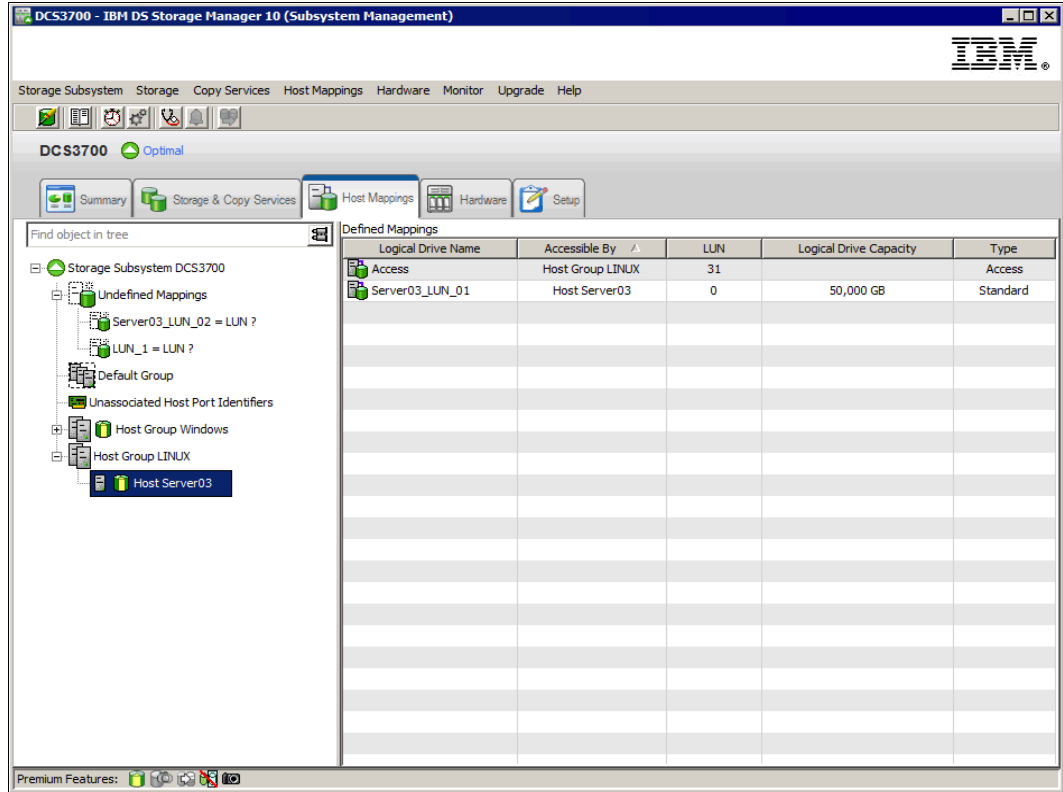 DCS3700 - IBM DS Storage Manager 10 (Subsystem Management)
IBM®
Storage Subsystem Storage Copy Services Host Mappings Hardware Monitor Upgrade Help
DCS3700 Optimal
Summary Storage & Copy Services Host Mappings Hardware Setup
Find object in tree
Storage Subsystem DCS3700
Undefined Mappings
Server03_LUN_02 = LUN ?
LUN_1 = LUN ?
Default Group
Unassociated Host Port Identifiers
Host Group Windows
Host Group LINUX
Host Server03
Defined Mappings
Logical Drive Name Accessible By LUN Logical Drive Capacity Type
Access Host Group LINUX 31 Access
Server03_LUN_01 Host Server03 0 50,000 GB Standard
Premium Features: